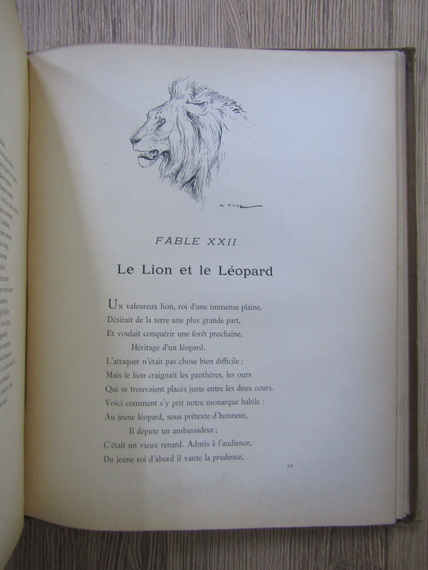 FABLE XXII
Le Lion et le Léopard
Un valeureux lion, roi d'une immense plaine,
Désirait de la terre une plus grande part,
Et voulait conquérir une forêt prochaine,
Héritage d'un léopard.
L'attaquer n'était pas chose bien difficile ;
Mais le lion craignait les panthères, les ours
Qui se trouvaient placés juste entre les deux cours.
Voici comment s'y prit notre monarque habile :
Au jeune léopard, sous prétexte d'honneur,
Il députe un ambassadeur ;
C'était un vieux renard. Admis à l'audience,
Du jeune roi d'abord il vante la prudence,